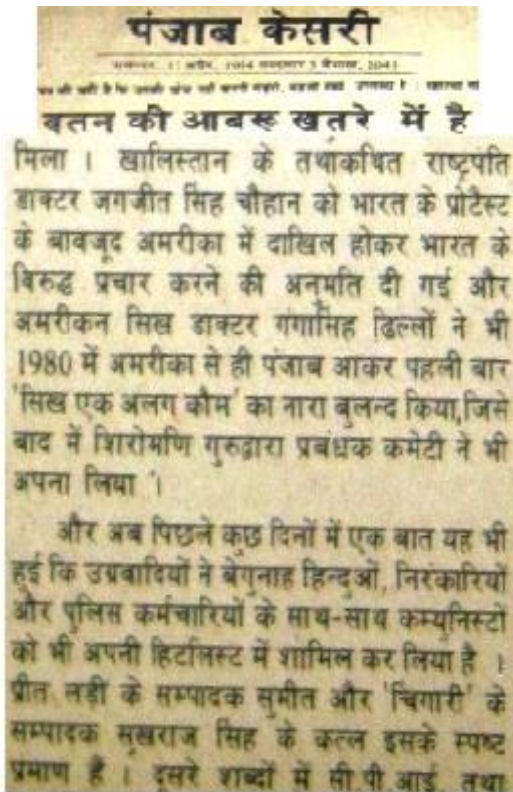 पंजाब केसरी
वतन की आबरू खतरे में है
मिला । खालिस्तान के तथाकथित राष्ट्रपति
डाक्टर जगजीत सिंह चौहान को भारत के प्रोटैस्ट
के बावजूद अमरीका में दाखिल होकर भारत के
विरुद्ध प्रचार करने की अनुमति दी गई और
अमरीकन सिख डाक्टर गंगासिंह ढिल्लों ने भी
1980 में अमरीका से ही पंजाब आकर पहली बार
'सिख एक अलग कौम' का नारा बुलन्द किया,जिसे
बाद में शिरोमणि गुरुद्वारा प्रबंधक कमेटी ने भी
अपना लिया ।
और अब पिछले कुछ दिनों में एक बात यह भी
हुई कि उग्रवादियों ने बेगुनाह हिन्दुओं, निरंकारियों
और पुलिस कर्मचारियों के साथ-साथ कम्युनिस्टों
को भी अपनी हिटलिस्ट में शामिल कर लिया है ।
प्रीत लड़ी के सम्पादक सुमीत और 'चिंगारी' के
सम्पादक सुखराज सिंह के कत्ल इसके स्पष्ट
प्रमाण हैं । दूसरे शब्दों में सी.पी.आई. तथा